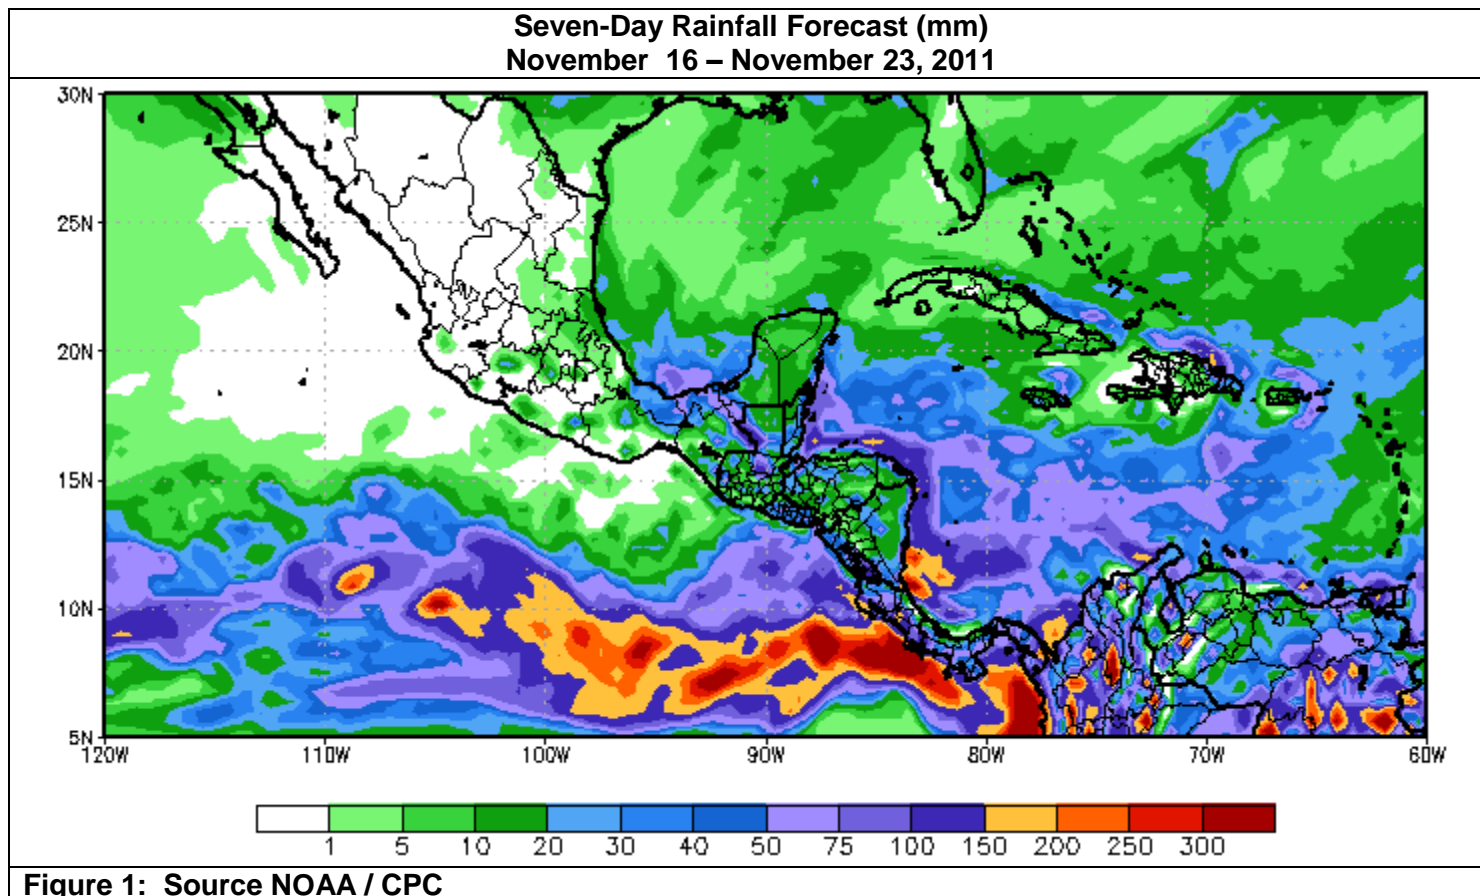 Seven-Day Rainfall Forecast (mm)
November  16 – November 23, 2011
30N
25N
20N
15N
10N
5N
120W 110W 100W 90W 80W 70W 60W
1 5 10 20 30 40 50 75 100 150 200 250 300
Figure 1:  Source NOAA / CPC